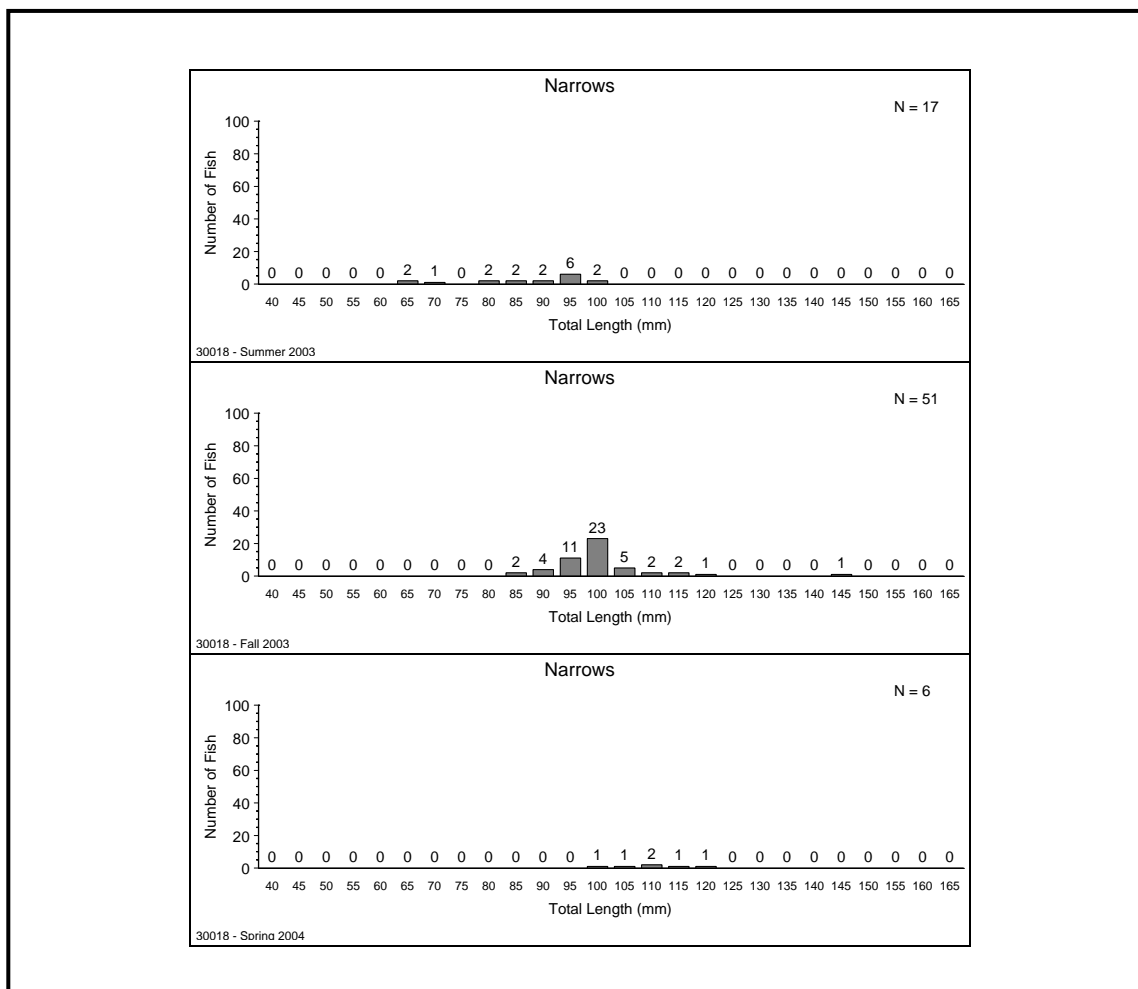 Narrows
N = 17
Number of Fish
100
80
60
40
20
0
0 0 0 0 0 2 1 0 2 2 2 6 2 0 0 0 0 0 0 0 0 0 0 0 0 0
40 45 50 55 60 65 70 75 80 85 90 95 100 105 110 115 120 125 130 135 140 145 150 155 160 165
Total Length (mm)
30018 - Summer 2003
Narrows
N = 51
Number of Fish
100
80
60
40
20
0
0 0 0 0 0 0 0 0 0 2 4 11 23 5 2 2 1 0 0 0 0 1 0 0 0 0
40 45 50 55 60 65 70 75 80 85 90 95 100 105 110 115 120 125 130 135 140 145 150 155 160 165
Total Length (mm)
30018 - Fall 2003
Narrows
N = 6
Number of Fish
100
80
60
40
20
0
0 0 0 0 0 0 0 0 0 0 0 0 1 1 2 1 1 0 0 0 0 0 0 0 0 0
40 45 50 55 60 65 70 75 80 85 90 95 100 105 110 115 120 125 130 135 140 145 150 155 160 165
Total Length (mm)
30018 - Spring 2004